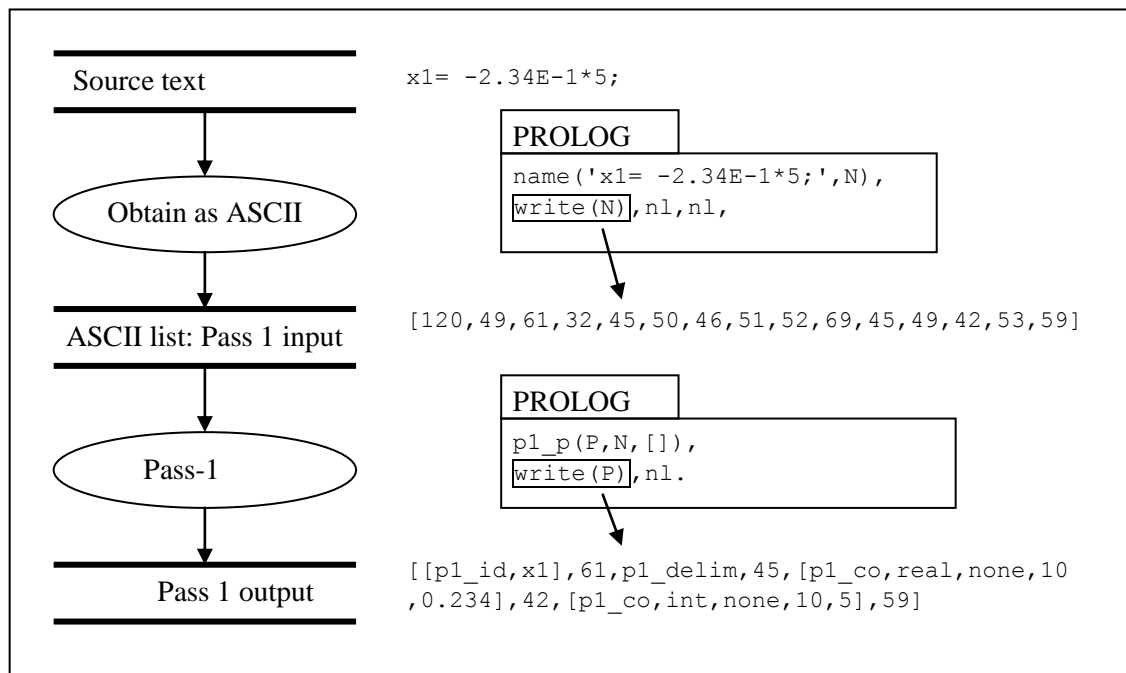 Source text
x1= -2.34E-1*5;
PROLOG
name('x1= -2.34E-1*5;',N),
write(N),nl,nl,
Obtain as ASCII
ASCII list: Pass 1 input
[120,49,61,32,45,50,46,51,52,69,45,49,42,53,59]
PROLOG
p1_p(P,N,[]),
write(P),nl.
Pass-1
Pass 1 output
[[p1_id,x1],61,p1_delim,45,[p1_co,real,none,10
,0.234],42,[p1_co,int,none,10,5],59]